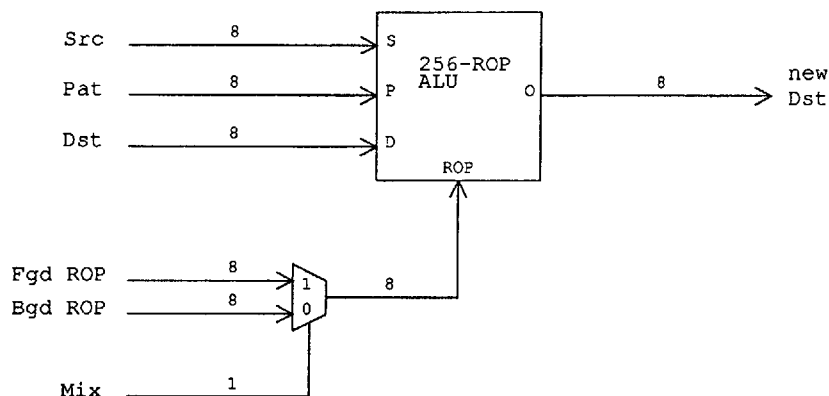 Src 8 S
256-ROP
ALU
Pat 8 P
O 8 new
Dst
Dst 8 D
ROP
Fgd ROP 8 1
8
Bgd ROP 8 0
Mix 1